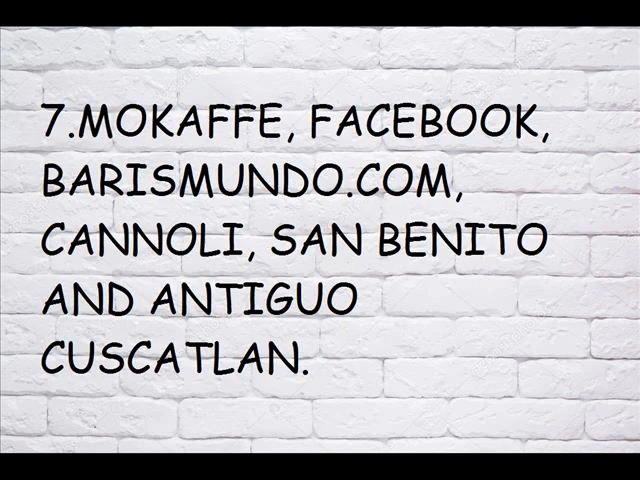 7.MOKAFFE, FACEBOOK,
BARISMUNDO.COM,
CANNOLI, SAN BENITO
AND ANTIGUO
CUSCATLAN.